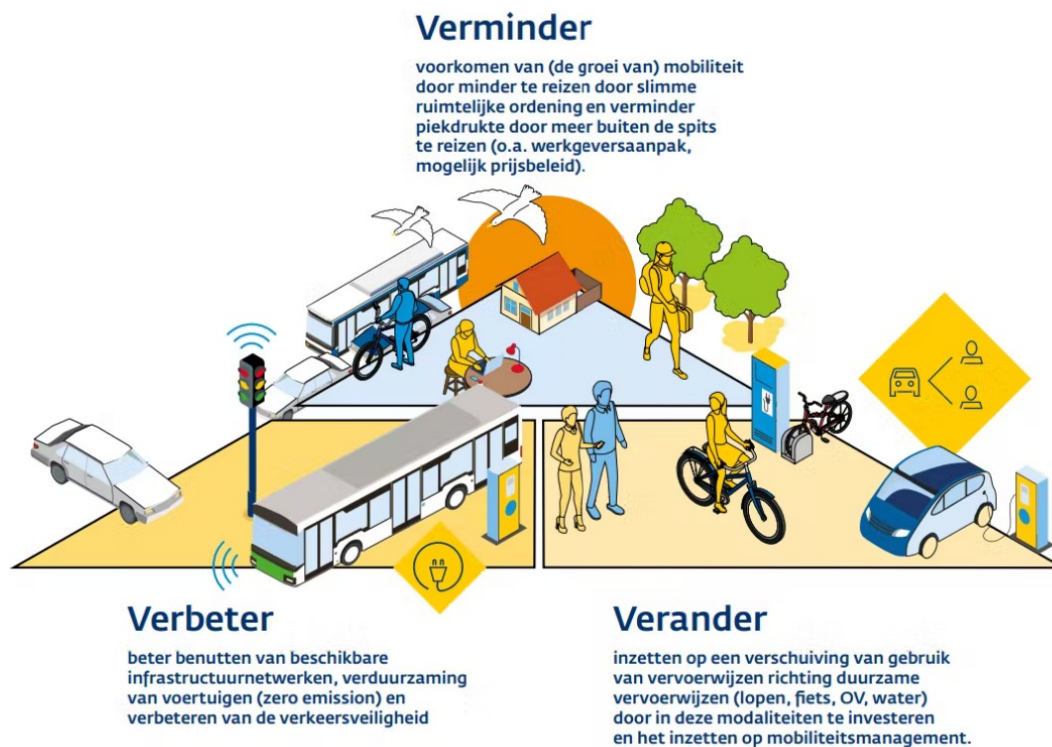 Verminder
voorkomen van (de groei van) mobiliteit
door minder te reizen door slimme
ruimtelijke ordening en verminder
piekdrukte door meer buiten de spits
te reizen (o.a. werkgeversaanpak,
mogelijk prijsbeleid).
Verbeter
beter benutten van beschikbare
infrastructuurnetwerken, verduurzaming
van voertuigen (zero emission) en
verbeteren van de verkeersveiligheid
Verander
inzetten op een verschuiving van gebruik
van vervoerwijzen richting duurzame
vervoerwijzen (lopen, fiets, OV, water)
door in deze modaliteiten te investeren
en het inzetten op mobiliteitsmanagement.